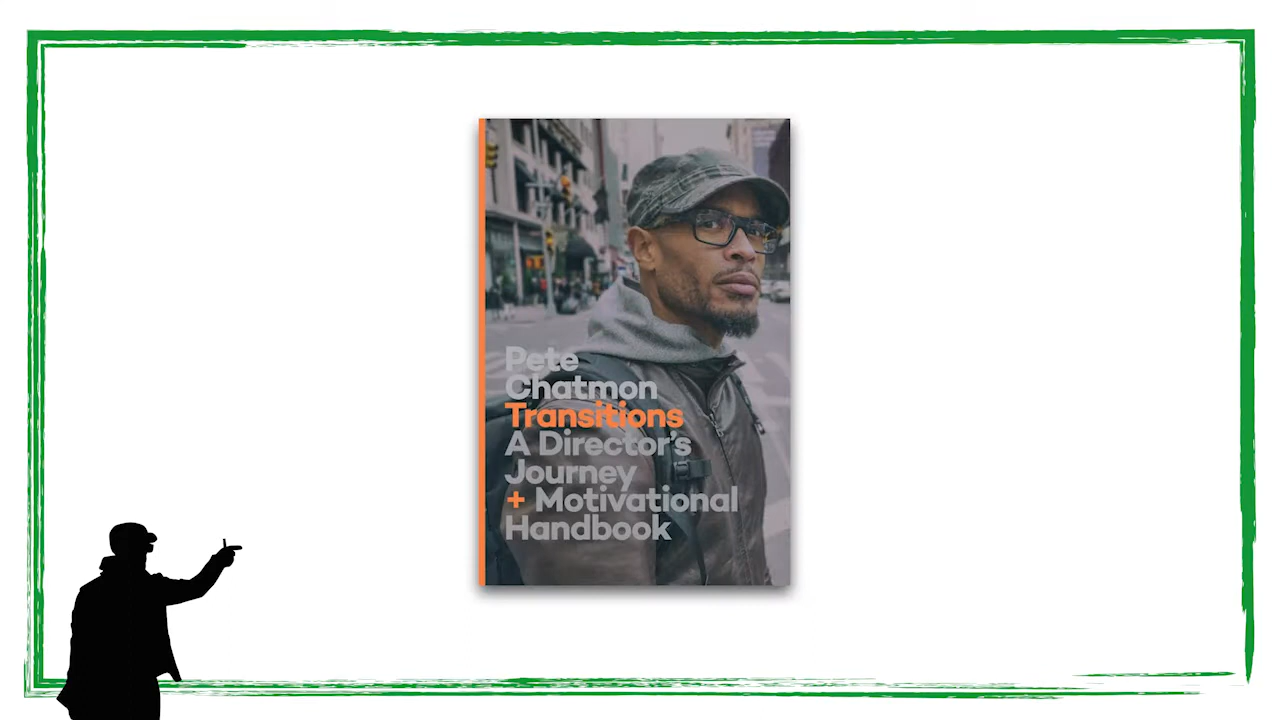 Pete
Chatmon
Transitions
A Director's
Journey
+ Motivational
Handbook